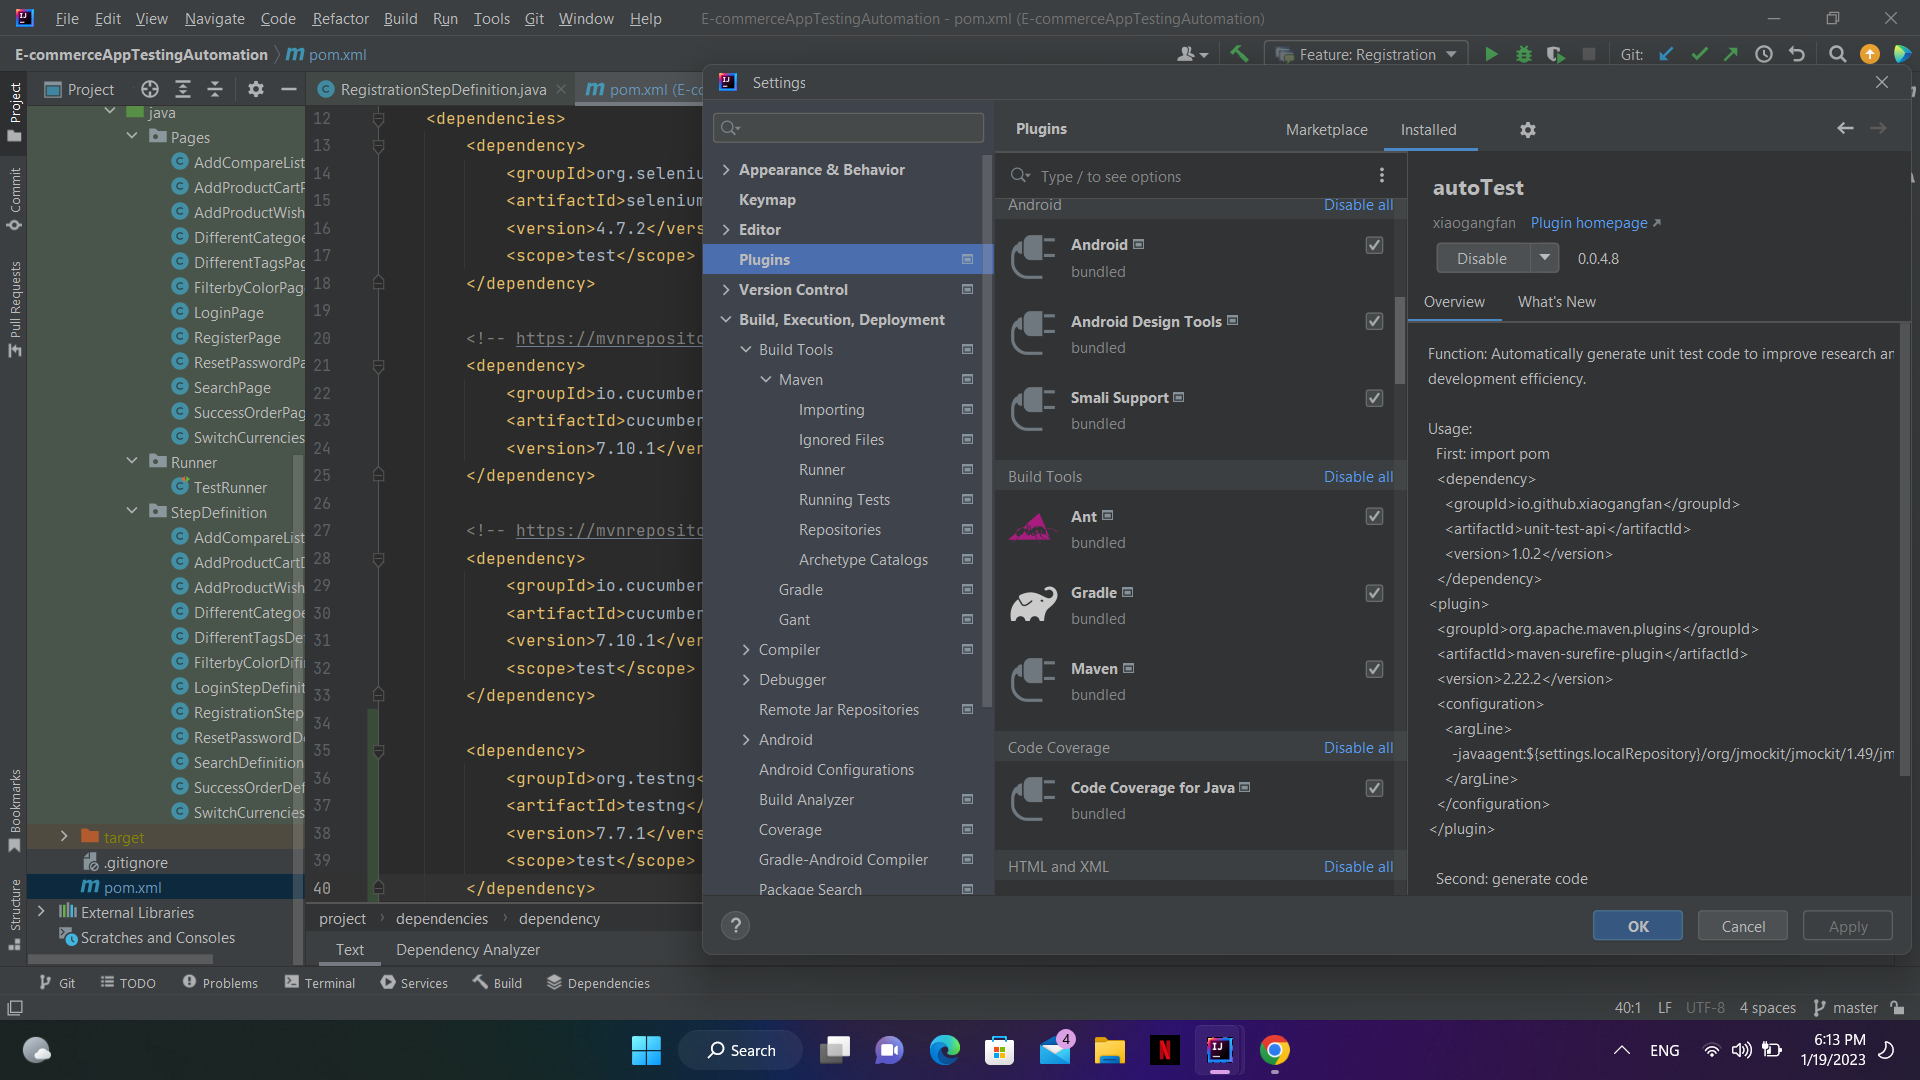 File Edit View Navigate Code Refactor Build Run Tools Git Window Help E-commerceAppTestingAutomation - pom.xml (E-commerceAppTestingAutomation)
E-commerceAppTestingAutomation pom.xml Feature: Registration Git:
Project
RegistrationStepDefinition.java
pom.xml (E-cc
Project
Commit
Pull Requests
Bookmarks
Structure
java
Pages
AddCompareList
AddProductCartF
AddProductWish
DifferentCategoe
DifferentTagsPag
FilterbyColorPag
LoginPage
RegisterPage
ResetPasswordPa
SearchPage
SuccessOrderPag
SwitchCurrencies
Runner
TestRunner
StepDefinition
AddCompareList
AddProductCartD
AddProductWish
DifferentCategoe
DifferentTagsDe
FilterbyColorDifi
LoginStepDefinit
RegistrationStep
ResetPasswordDe
SearchDefinition
SuccessOrderDef
SwitchCurrencies
target
.gitignore
pom.xml
External Libraries
Scratches and Consoles
12 <dependencies>
13 <dependency>
14 <groupId>org.seleniu
15 <artifactId>selenium
16 <version>4.7.2</vers
17 <scope>test</scope>
18 </dependency>
19
20 <!-- https://mvnreposito
21 <dependency>
22 <groupId>io.cucumber
23 <artifactId>cucumber
24 <version>7.10.1</ver
25 </dependency>
26
27 <!-- https://mvnreposito
28 <dependency>
29 <groupId>io.cucumber
30 <artifactId>cucumber
31 <version>7.10.1</ver
32 <scope>test</scope>
33 </dependency>
34
35 <dependency>
36 <groupId>org.testng<
37 <artifactId>testng</
38 <version>7.7.1</vers
39 <scope>test</scope>
40 </dependency>
project dependencies dependency
Text Dependency Analyzer
Settings
Appearance & Behavior
Keymap
Editor
Plugins
Version Control
Build, Execution, Deployment
Build Tools
Maven
Importing
Ignored Files
Runner
Running Tests
Repositories
Archetype Catalogs
Gradle
Gant
Compiler
Debugger
Remote Jar Repositories
Android
Android Configurations
Build Analyzer
Coverage
Gradle-Android Compiler
Package Search
Plugins Marketplace Installed
Type / to see options
Android Disable all
Android
bundled
Android Design Tools
bundled
Smali Support
bundled
Build Tools Disable all
Ant
bundled
Gradle
bundled
Maven
bundled
Code Coverage Disable all
Code Coverage for Java
bundled
HTML and XML Disable all
autoTest
xiaogangfan Plugin homepage
Disable 0.0.4.8
Overview What's New
Function: Automatically generate unit test code to improve research an
development efficiency.
Usage:
First: import pom
<dependency>
<groupId>io.github.xiaogangfan</groupId>
<artifactId>unit-test-api</artifactId>
<version>1.0.2</version>
</dependency>
<plugin>
<groupId>org.apache.maven.plugins</groupId>
<artifactId>maven-surefire-plugin</artifactId>
<version>2.22.2</version>
<configuration>
<argLine>
-javaagent:${settings.localRepository}/org/jmockit/jmockit/1.49/jm
</argLine>
</configuration>
</plugin>
Second: generate code
? OK Cancel Apply
Git TODO Problems Terminal Services Build Dependencies
40:1 LF UTF-8 4 spaces master
Search
4
ENG
6:13 PM
1/19/2023